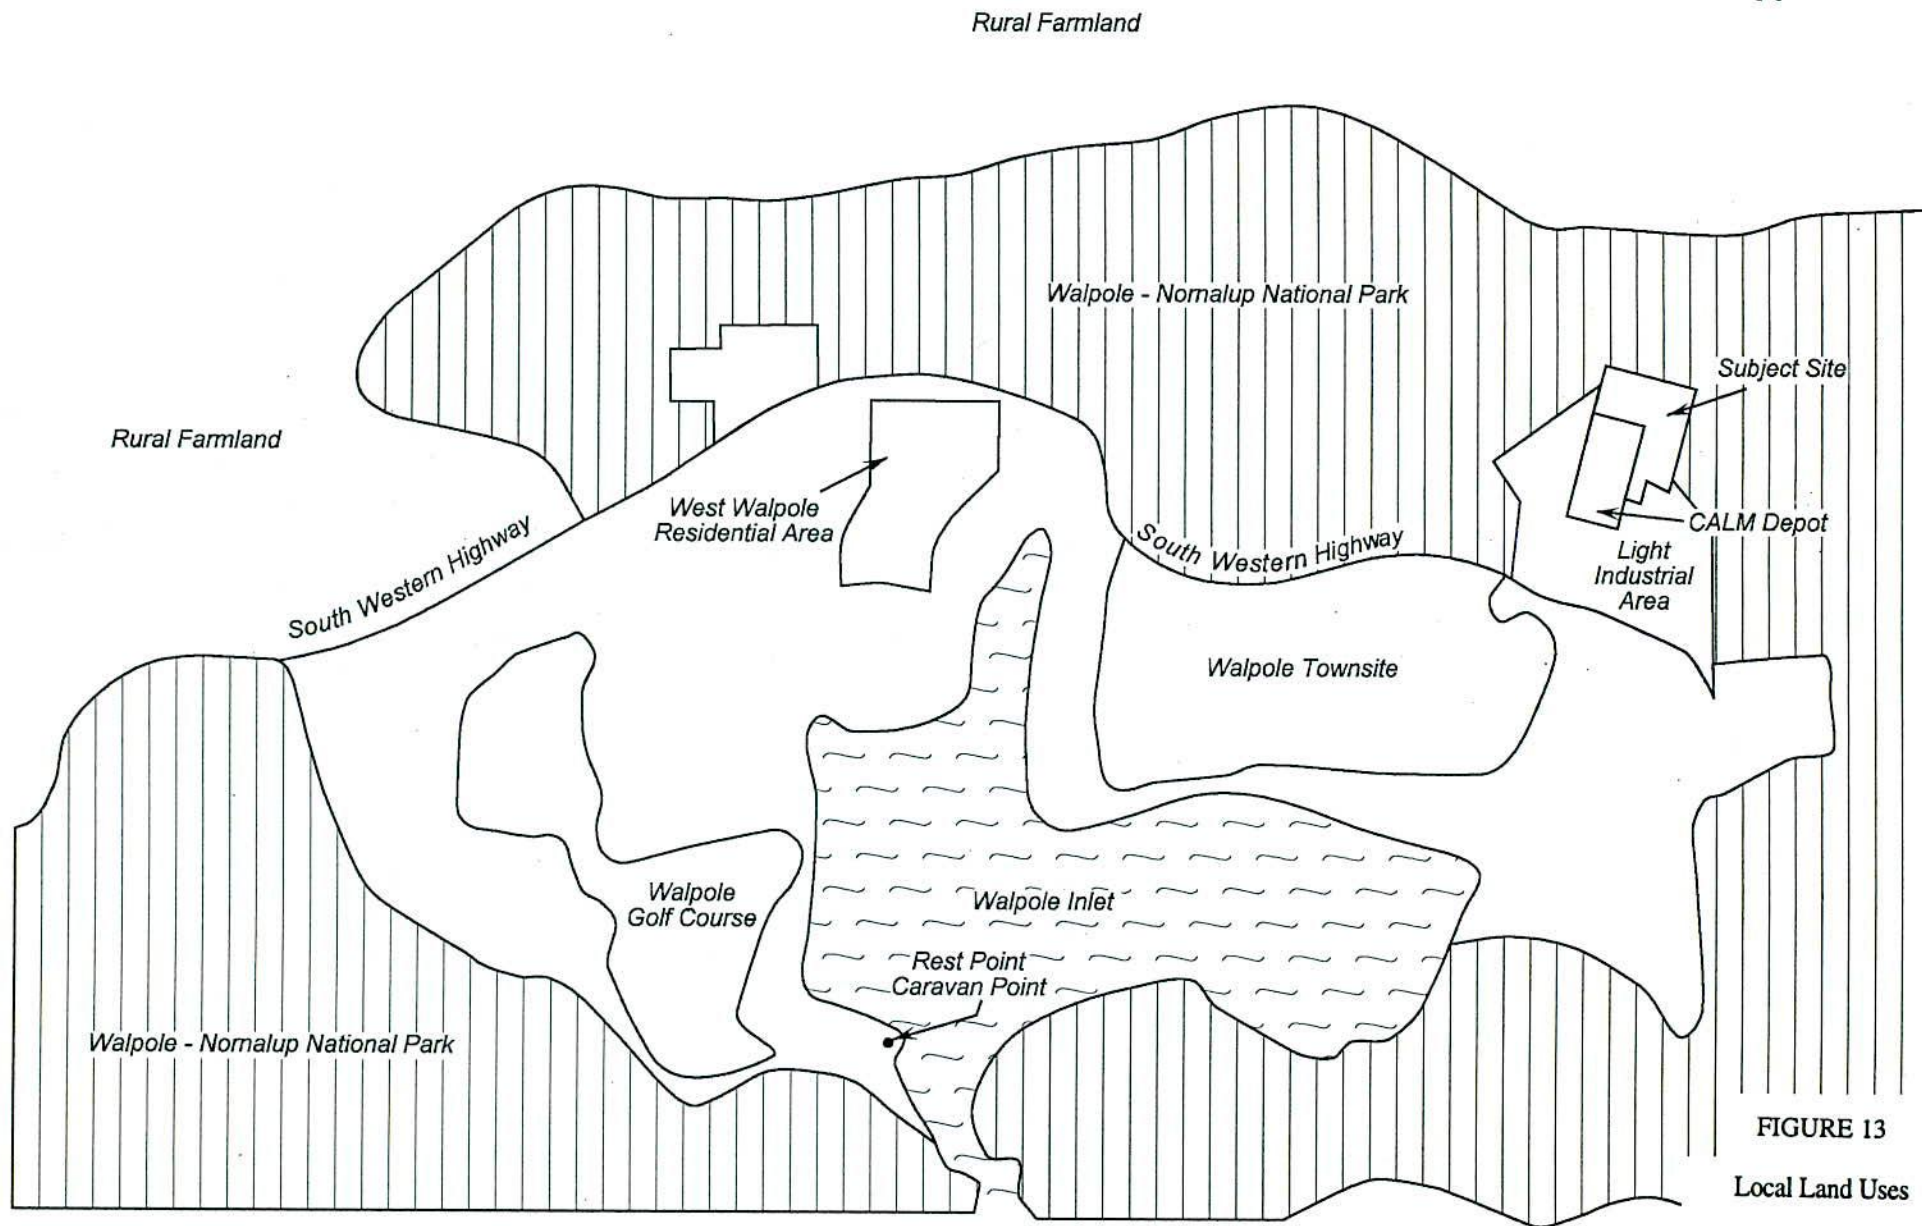 Rural Farmland
Walpole - Nornalup National Park
Subject Site
Rural Farmland
West Walpole
Residential Area
South Western Highway
South Western Highway
CALM Depot
Light
Industrial
Area
Walpole Townsite
Walpole
Golf Course
Walpole Inlet
Rest Point
Caravan Point
Walpole - Nornalup National Park
FIGURE 13
Local Land Uses